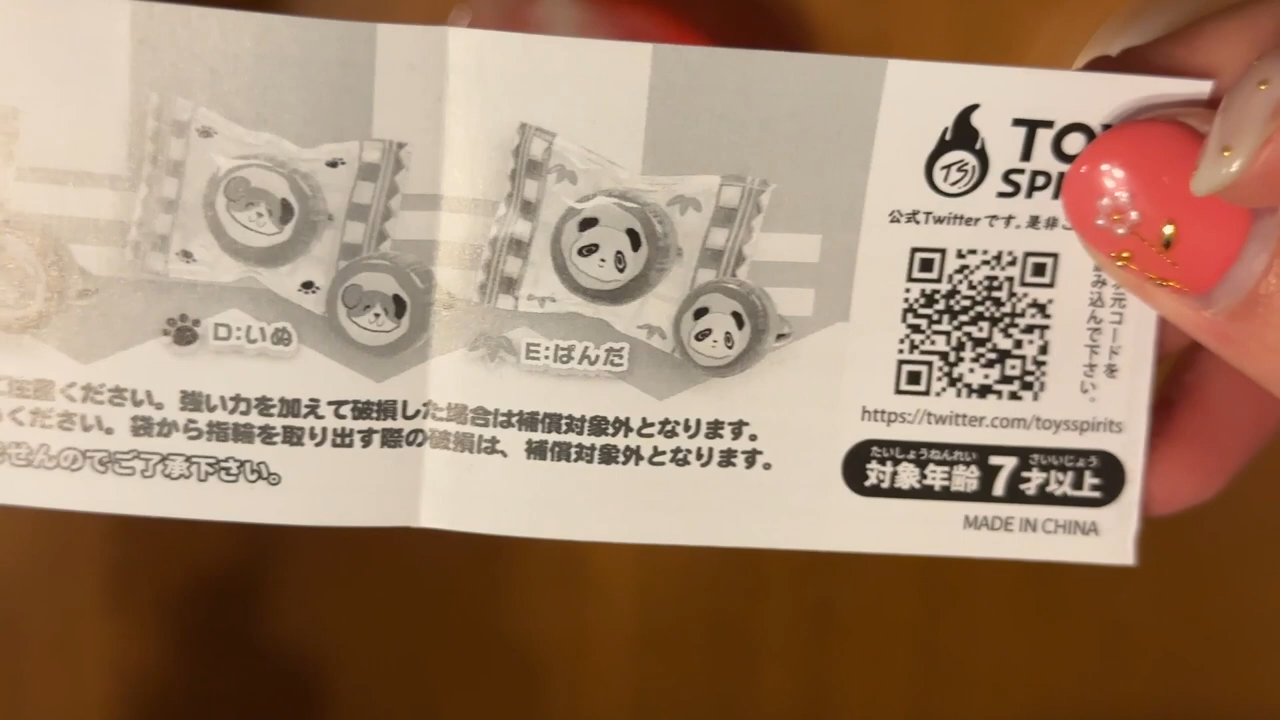 D:いぬ
E:ぱんだ
ください。強い力を加えて破損した場合は補償対象外となります。
ください。袋から指輪を取り出す際の破損は、補償対象外となります。
せんのでご了承下さい。
TS
公式Twitterです。是非
元コードを
込んで下さい。
https://twitter.com/toysspirits
たいしょうねんれい さいいじょう
対象年齢7才以上
MADE IN CHINA